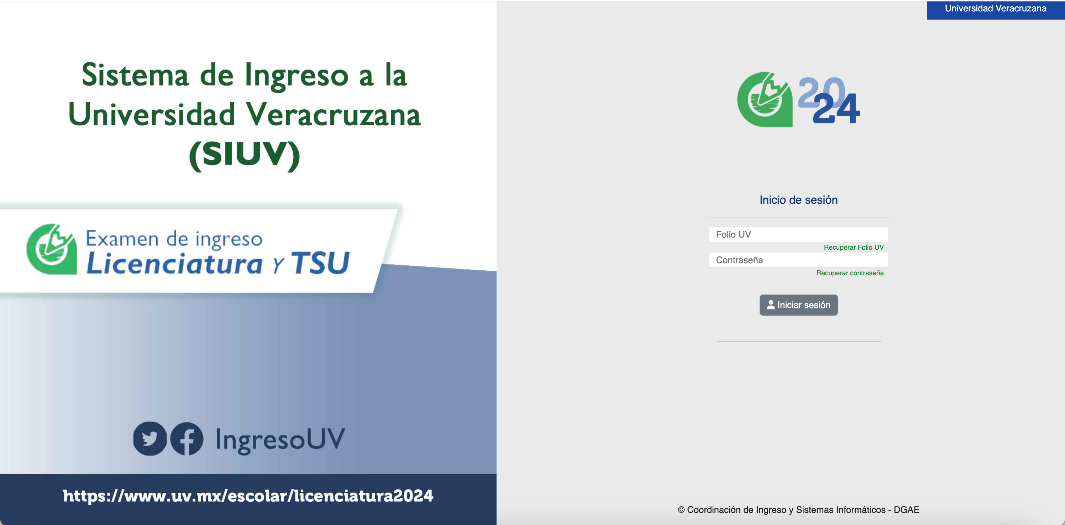 Sistema de Ingreso a la
Universidad Veracruzana
(SIUV)
Examen de ingreso
Licenciatura Y TSU
IngresoUV
https://www.uv.mx/escolar/licenciatura2024
Universidad Veracruzana
2024
Inicio de sesión
Folio UV
Recuperar Folio UV
Contraseña
Recuperar contraseña
Iniciar sesión
© Coordinación de Ingreso y Sistemas Informáticos - DGAE